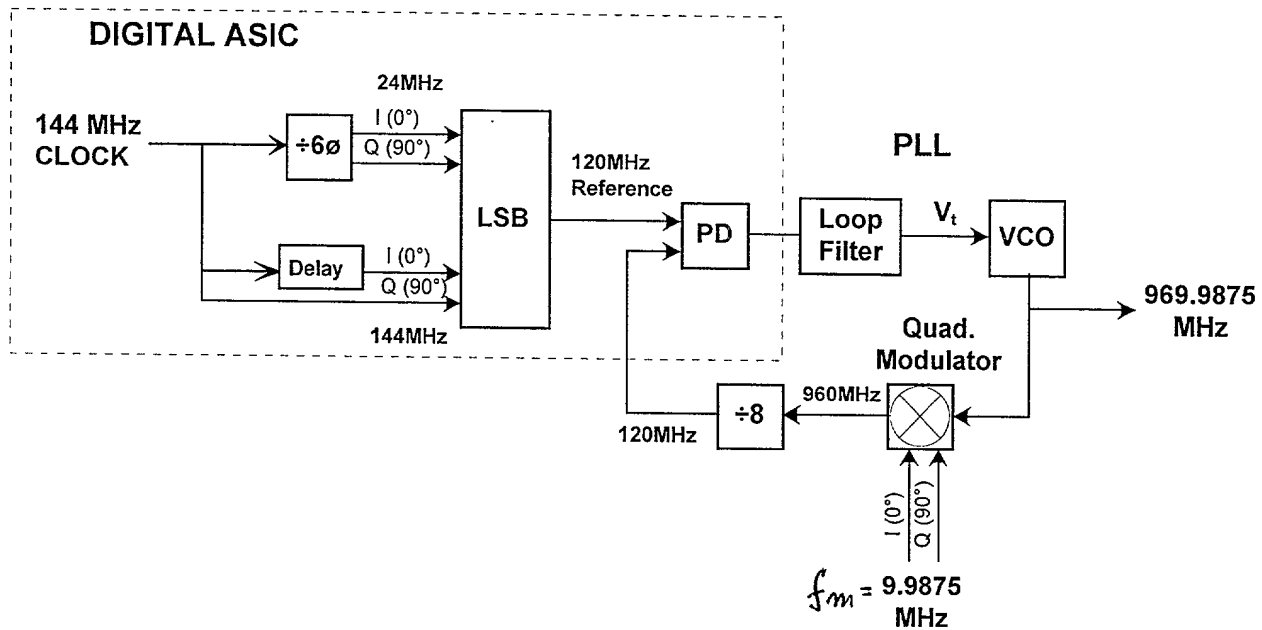 DIGITAL ASIC
24MHz
144 MHz
CLOCK
÷6ø
I (0°)
Q (90°)
LSB
120MHz
Reference
Delay
I (0°)
Q (90°)
144MHz
PD
PLL
Loop
Filter
Vt
VCO
969.9875
MHz
Quad.
Modulator
960MHz
÷8
120MHz
I (0°)
Q (90°)
fm = 9.9875
MHz